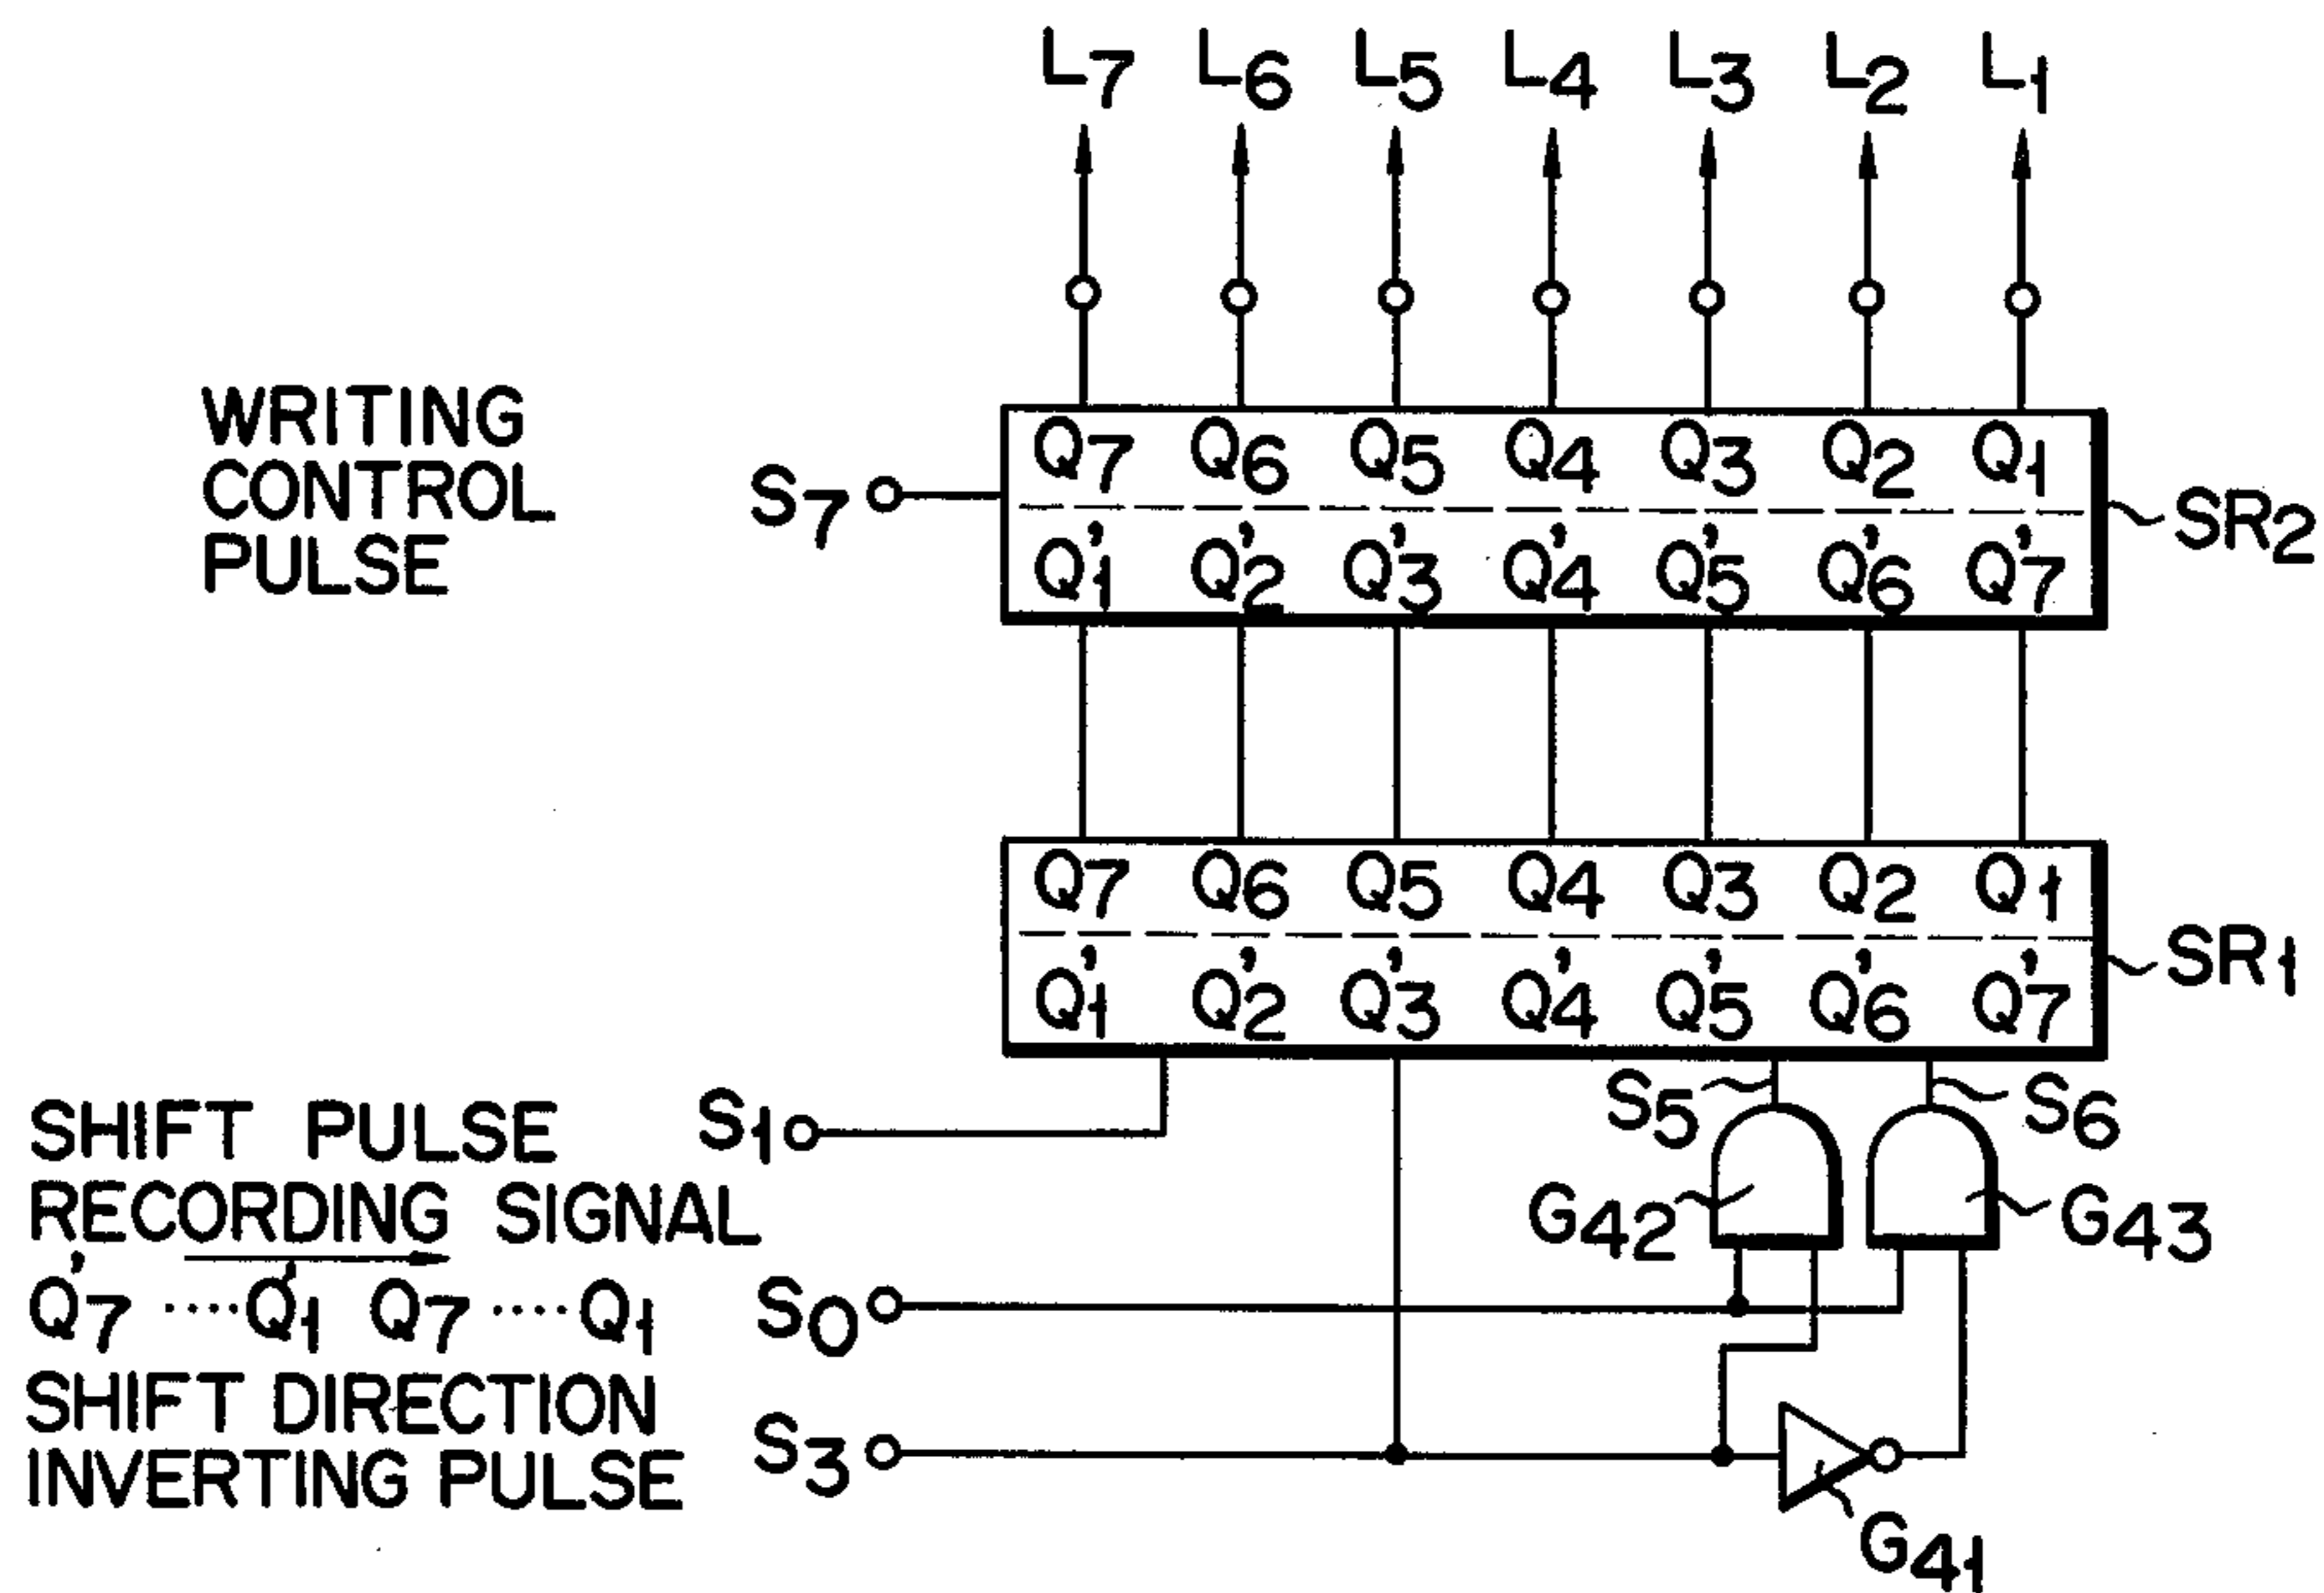 L7 L6 L5 L4 L3 L2 L1
WRITING
CONTROL
PULSE
S7
Q7 Q6 Q5 Q4 Q3 Q2 Q1
Q'1 Q'2 Q'3 Q'4 Q'5 Q'6 Q'7
SR2
Q7 Q6 Q5 Q4 Q3 Q2 Q1
Q'1 Q'2 Q'3 Q'4 Q'5 Q'6 Q'7
SR1
SHIFT PULSE S1
S5 S6
RECORDING SIGNAL
G42 G43
Q'7 ····Q'1 Q7 ····Q1 S0
SHIFT DIRECTION
INVERTING PULSE S3
G41